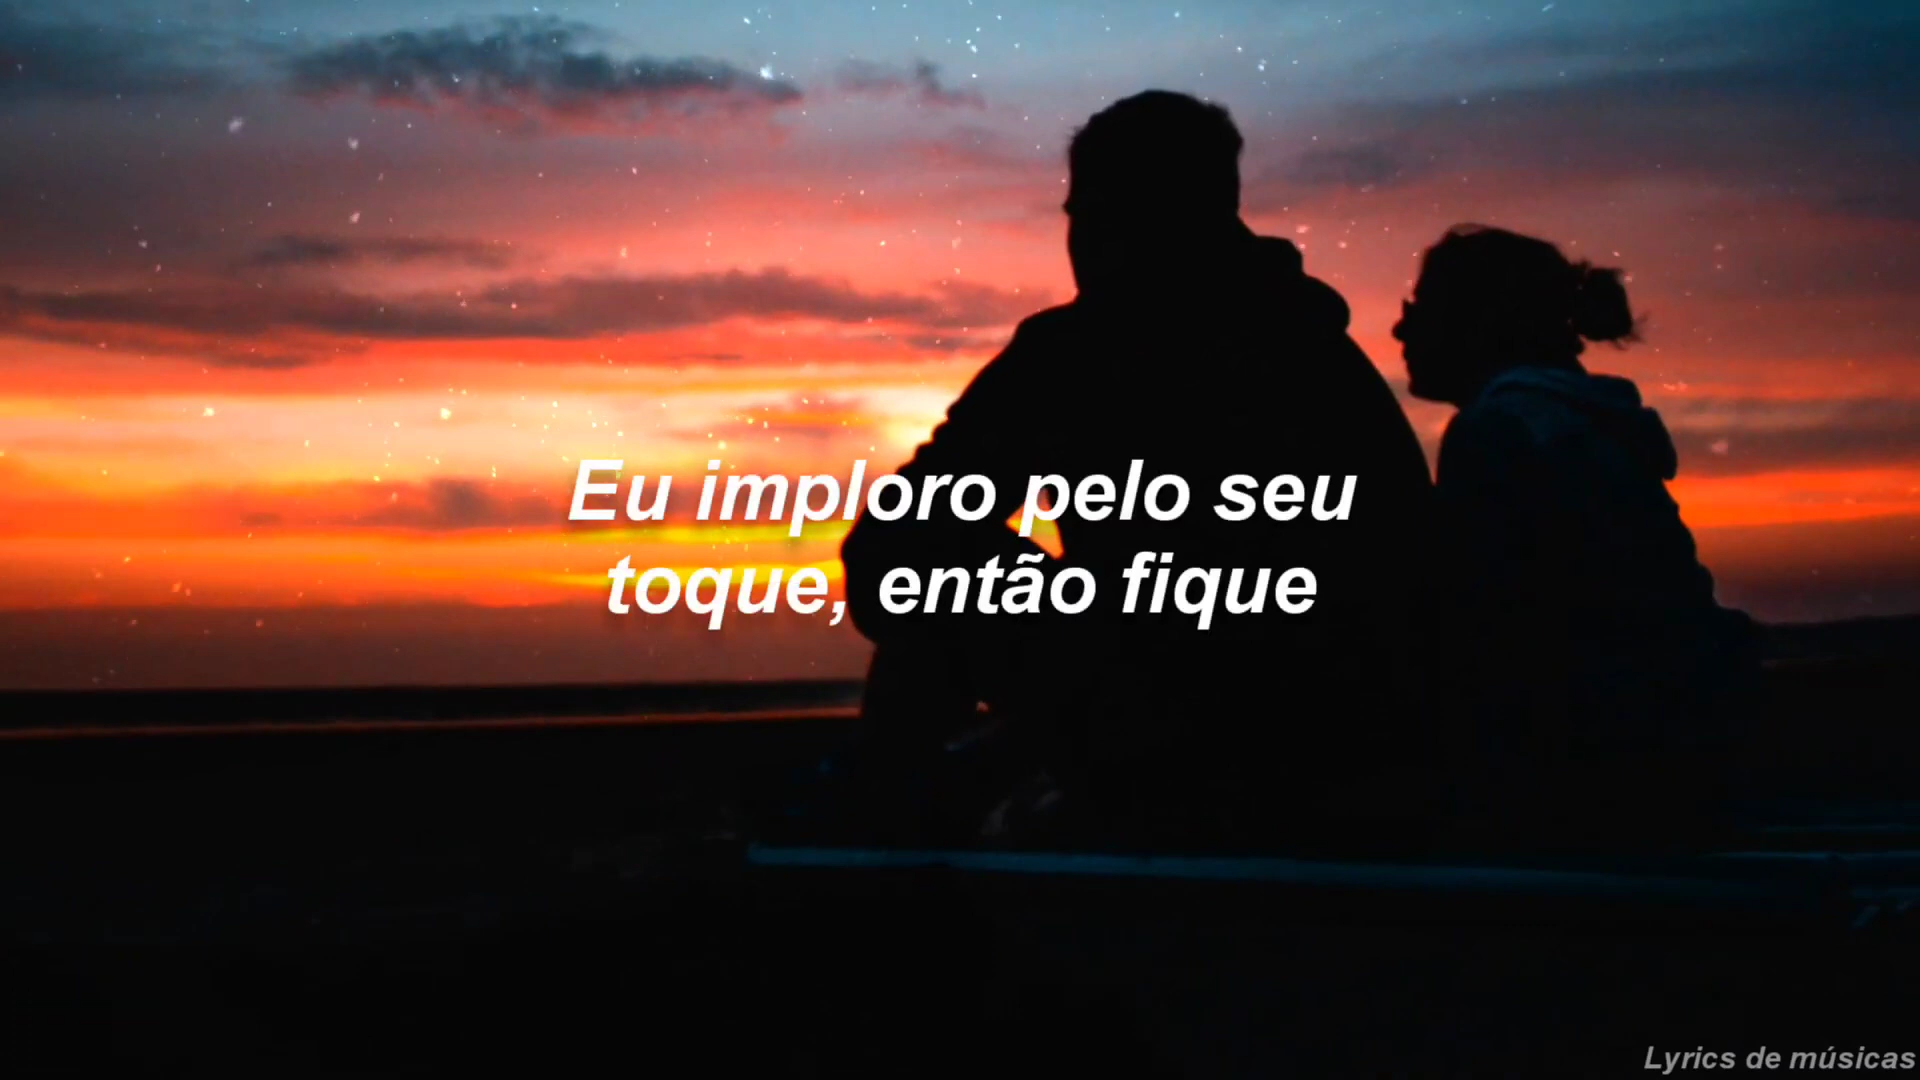 Eu imploro pelo seu
toque, então fique
Lyrics de músicas